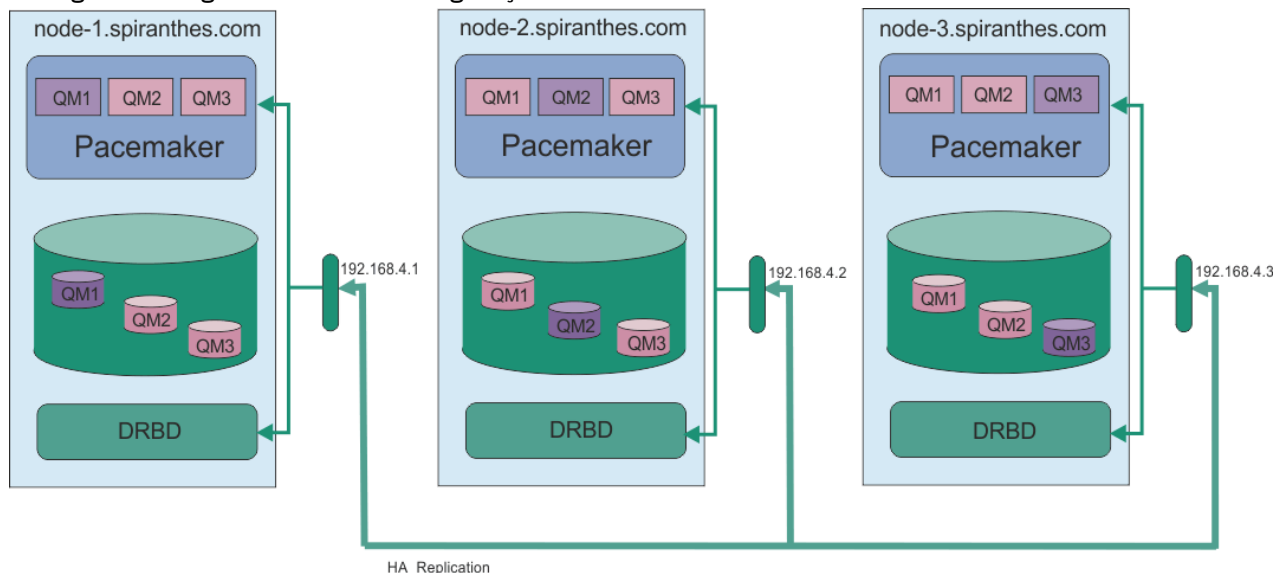 node-1.spiranthes.com
QM1 QM2 QM3
Pacemaker
QM1
QM2
QM3
DRBD
192.168.4.1
node-2.spiranthes.com
QM1 QM2 QM3
Pacemaker
QM1
QM2
QM3
DRBD
192.168.4.2
node-3.spiranthes.com
QM1 QM2 QM3
Pacemaker
QM1
QM2
QM3
DRBD
192.168.4.3
HA Replication